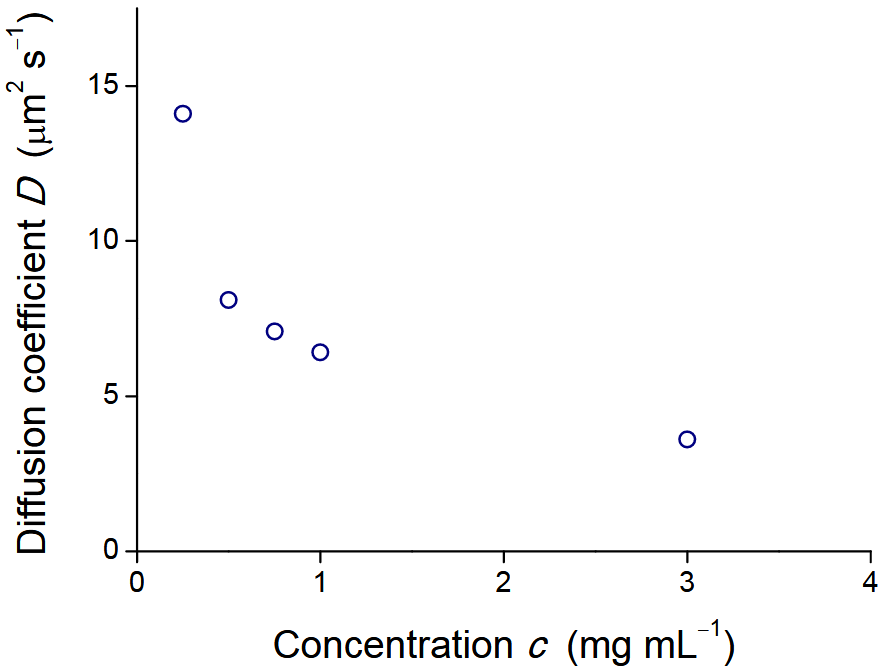 Diffusion coefficient D (μm² s⁻¹)
15
10
5
0
0 1 2 3 4
Concentration c (mg mL⁻¹)